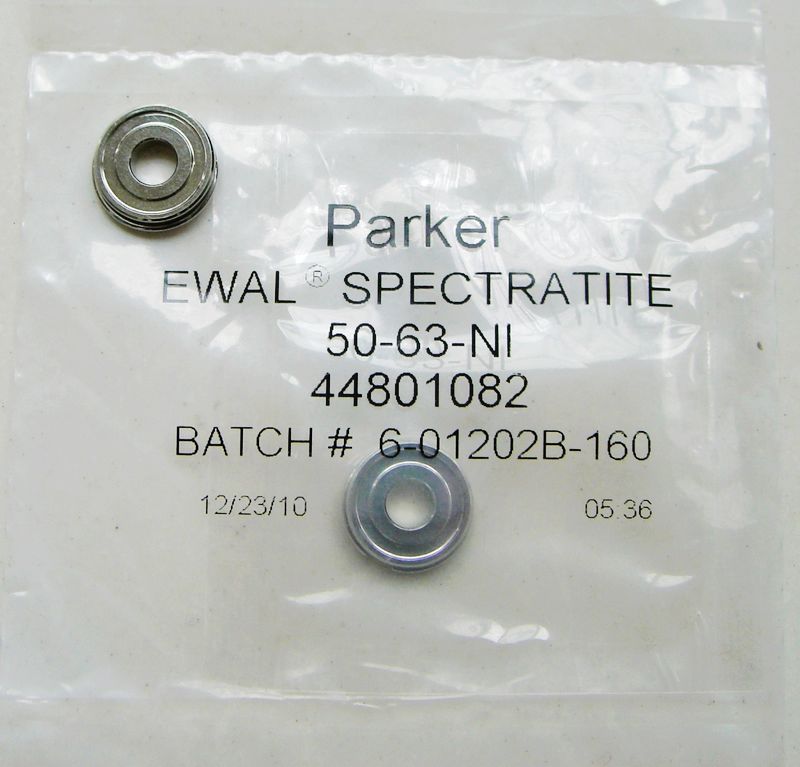 Parker
EWAL® SPECTRATITE
50-63-NI
44801082
BATCH # 6-01202B-160
12/23/10 05:36